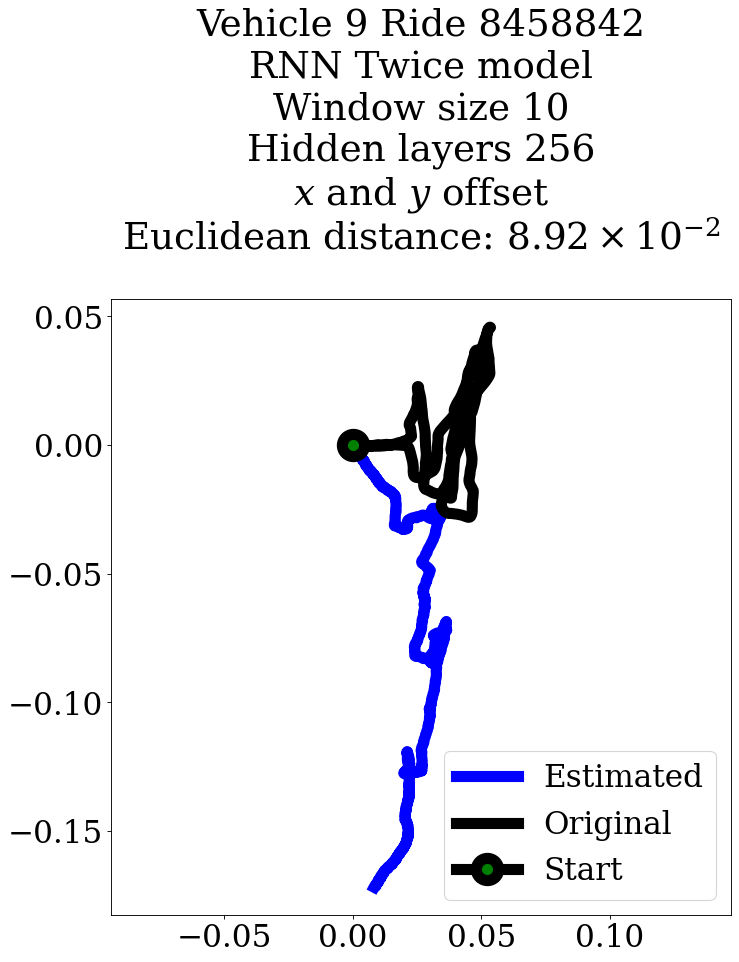 Vehicle 9 Ride 8458842
RNN Twice model
Window size 10
Hidden layers 256
x and y offset
Euclidean distance: 8.92 × 10⁻²
0.05
0.00
−0.05
−0.10
−0.15
−0.05 0.00 0.05 0.10
Estimated
Original
Start